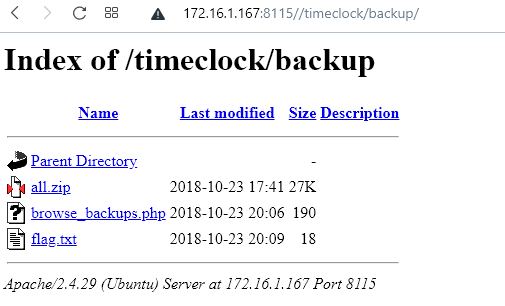 172.16.1.167:8115//timeclock/backup/
Index of /timeclock/backup
Name Last modified Size Description
Parent Directory -
all.zip 2018-10-23 17:41 27K
browse_backups.php 2018-10-23 20:06 190
flag.txt 2018-10-23 20:09 18
Apache/2.4.29 (Ubuntu) Server at 172.16.1.167 Port 8115